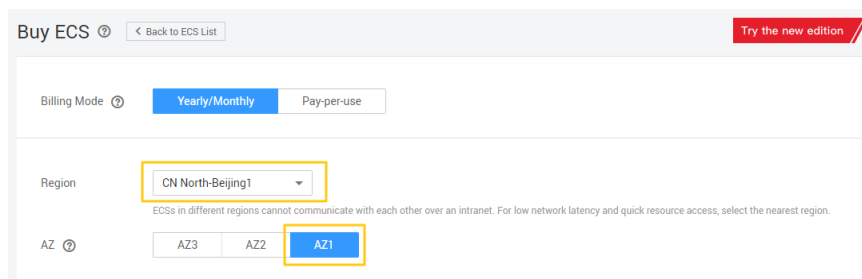 Buy ECS ? < Back to ECS List Try the new edition
Billing Mode ? Yearly/Monthly Pay-per-use
Region CN North-Beijing1
ECSs in different regions cannot communicate with each other over an intranet. For low network latency and quick resource access, select the nearest region.
AZ ? AZ3 AZ2 AZ1